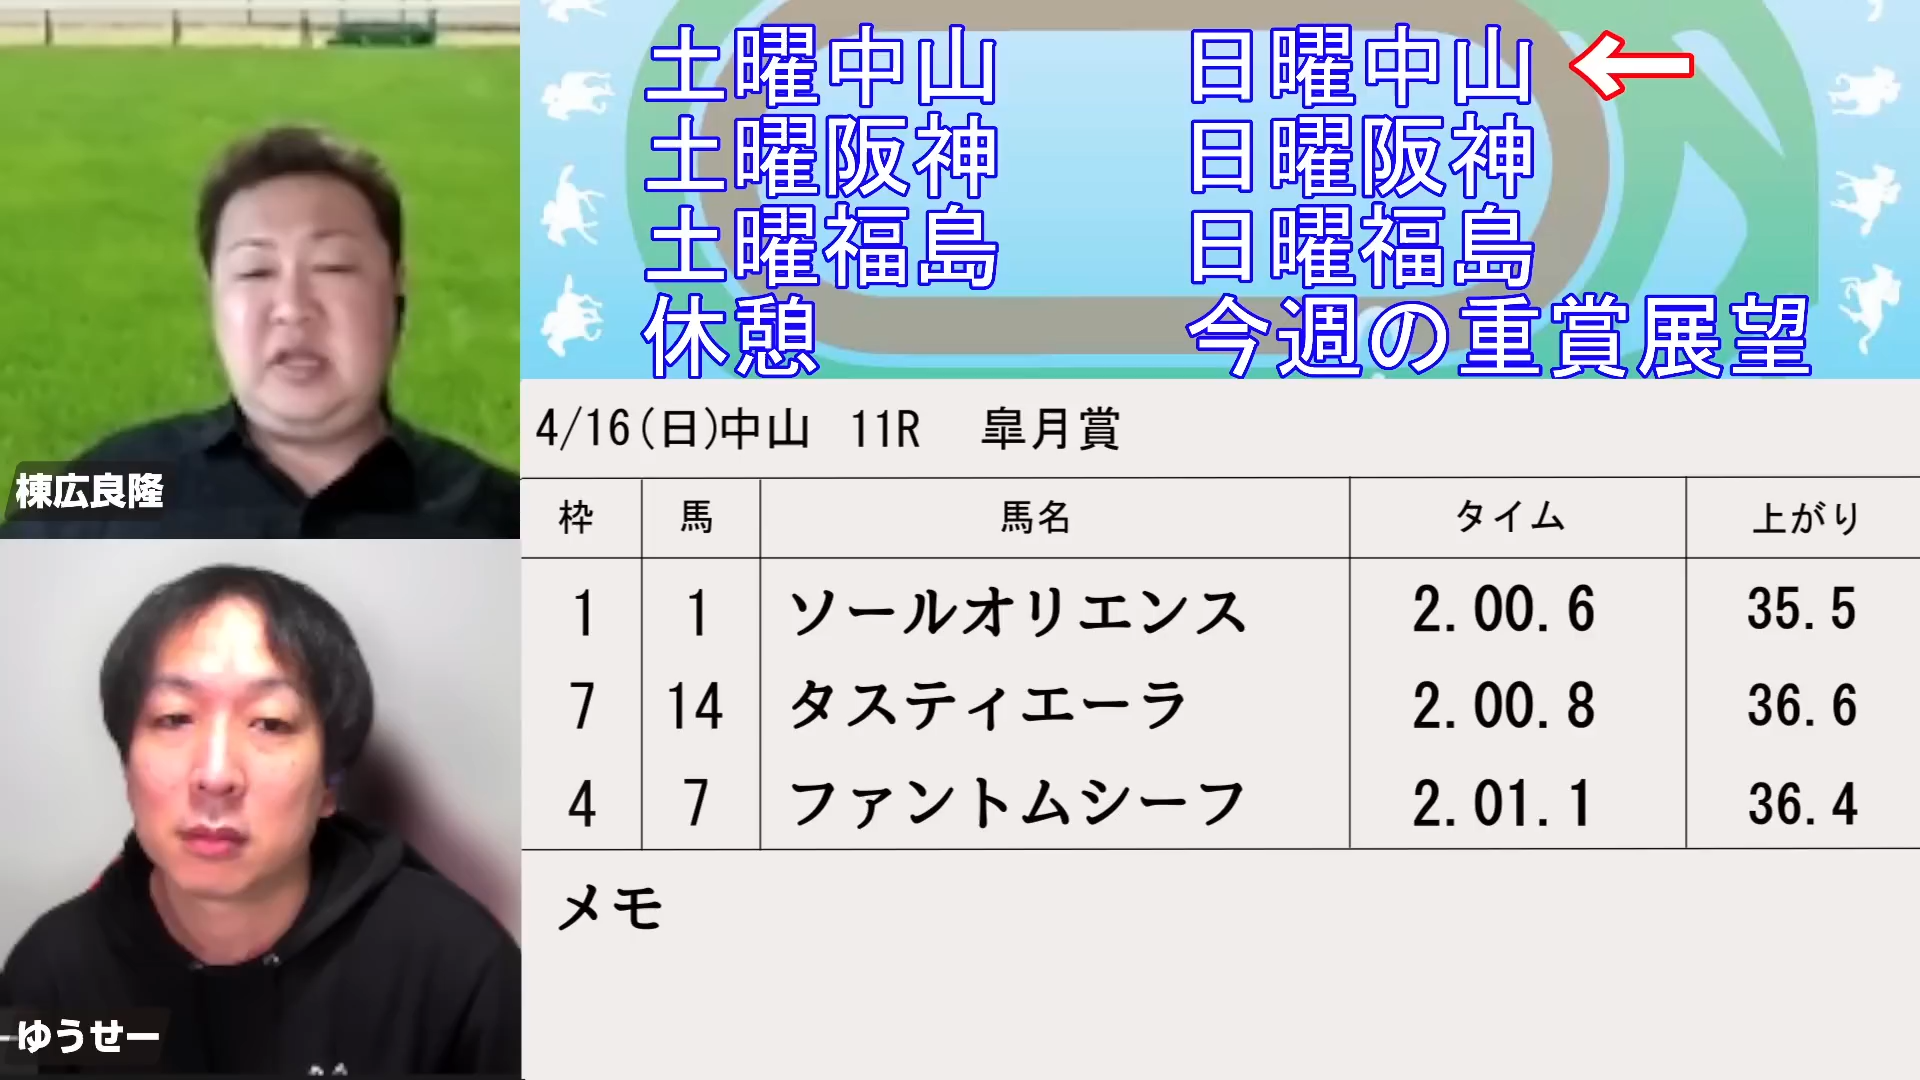 土曜中山 日曜中山
土曜阪神 日曜阪神
土曜福島 日曜福島
休憩 今週の重賞展望
4/16(日)中山 11R 皐月賞
枠 馬 馬名 タイム 上がり
1 1 ソールオリエンス 2.00.6 35.5
7 14 タスティエーラ 2.00.8 36.6
4 7 ファントムシーフ 2.01.1 36.4
メモ
棟広良隆
ゆうせー